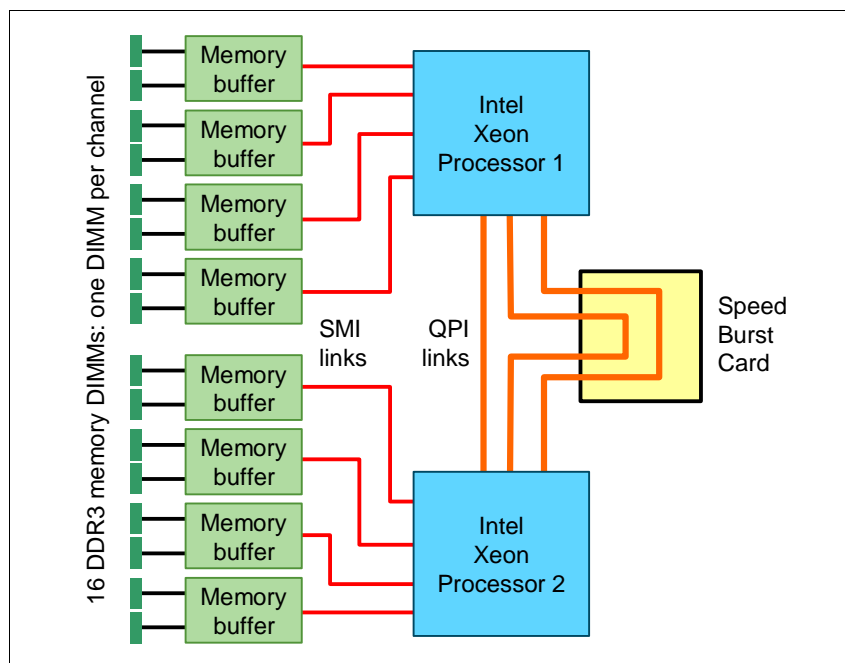 16 DDR3 memory DIMMs: one DIMM per channel
Memory
buffer
Memory
buffer
Memory
buffer
Memory
buffer
Intel
Xeon
Processor 1
SMI
links
QPI
links
Speed
Burst
Card
Memory
buffer
Memory
buffer
Memory
buffer
Memory
buffer
Intel
Xeon
Processor 2